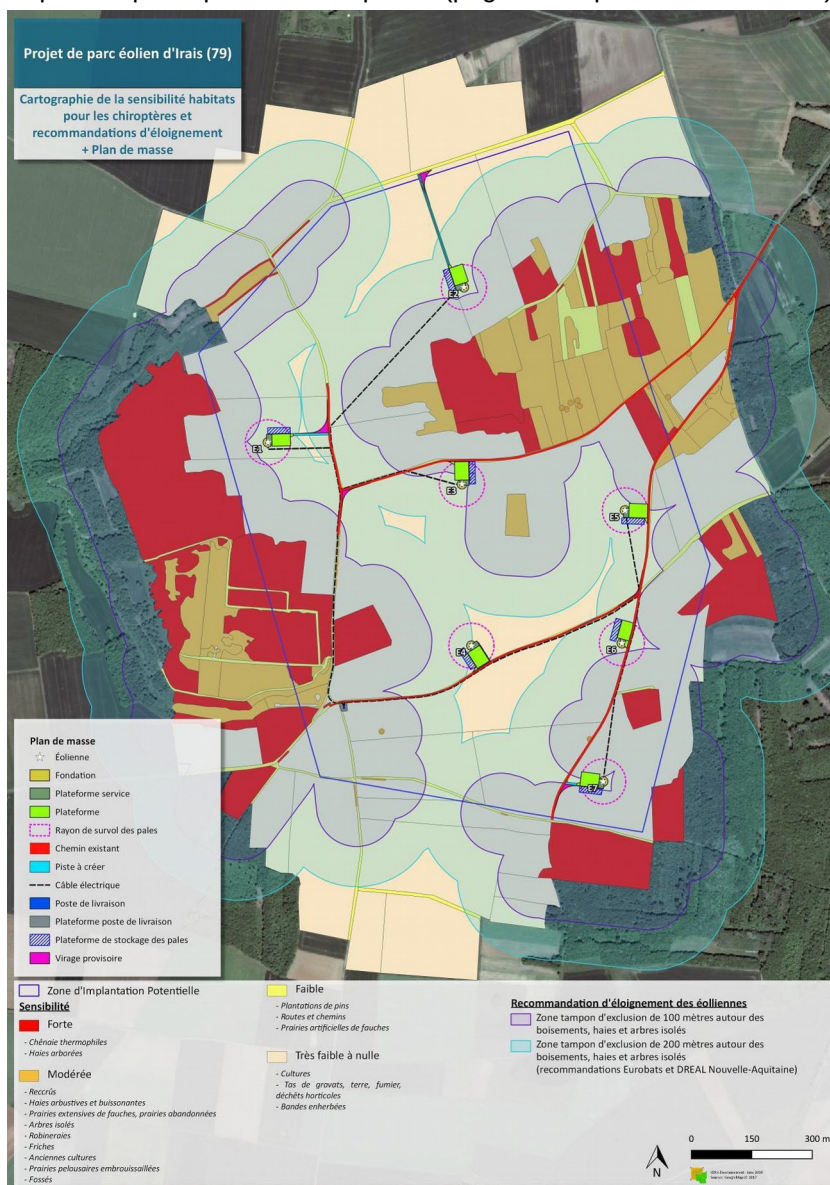 Projet de parc éolien d'Irais (79)
Cartographie de la sensibilité habitats
pour les chiroptères et
recommandations d'éloignement
+ Plan de masse
E2
E1
E3
E5
E4
E6
E7
Plan de masse
Éolienne
Fondation
Plateforme service
Plateforme
Rayon de survol des pales
Chemin existant
Piste à créer
Câble électrique
Poste de livraison
Plateforme poste de livraison
Plateforme de stockage des pales
Virage provisoire
Zone d'Implantation Potentielle
Sensibilité
Forte
- Chênaie thermophiles
- Haies arborées
Modérée
- Reccrûs
- Haies arbustives et buissonantes
- Prairies extensives de fauches, prairies abandonnées
- Arbres isolés
- Robineraies
- Friches
- Anciennes cultures
- Prairies pelousaires embroussaillées
- Fossés
Faible
- Plantations de pins
- Routes et chemins
- Prairies artificielles de fauches
Très faible à nulle
- Cultures
- Tas de gravats, terre, fumier,
déchêts horticoles
- Bandes enherbées
Recommandation d'éloignement des éolliennes
Zone tampon d'exclusion de 100 mètres autour des
boisements, haies et arbres isolés
Zone tampon d'exclusion de 200 mètres autour des
boisements, haies et arbres isolés
(recommandations Eurobats et DREAL Nouvelle-Aquitaine)
N
0 150 300 m